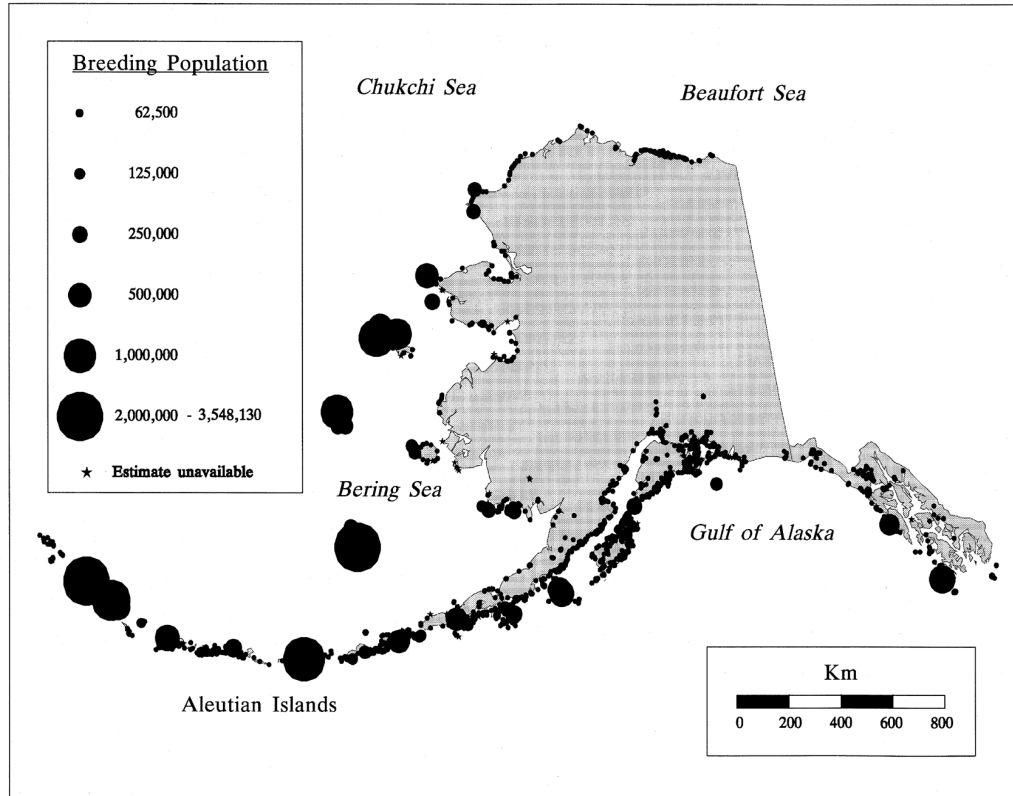 Breeding Population
62,500
125,000
250,000
500,000
1,000,000
2,000,000 - 3,548,130
Estimate unavailable
Chukchi Sea
Beaufort Sea
Bering Sea
Gulf of Alaska
Aleutian Islands
Km
0 200 400 600 800